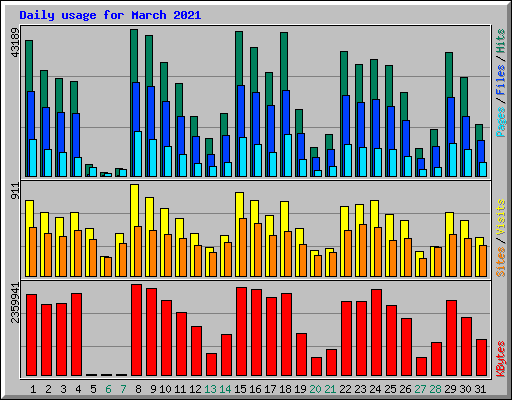 Daily usage for March 2021
43189
Pages / Files / Hits
911
Sites / Visits
2359941
KBytes
1 2 3 4 5 6 7 8 9 10 11 12 13 14 15 16 17 18 19 20 21 22 23 24 25 26 27 28 29 30 31